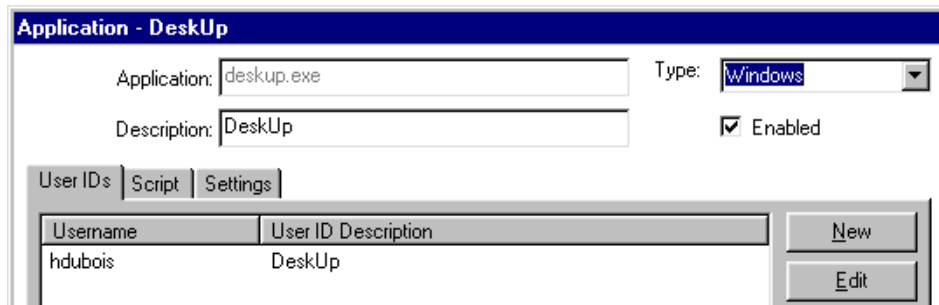 Application - DeskUp
Application: deskup.exe Type: Windows
Description: DeskUp Enabled
User IDs Script Settings
Username User ID Description New
hdubois DeskUp
Edit